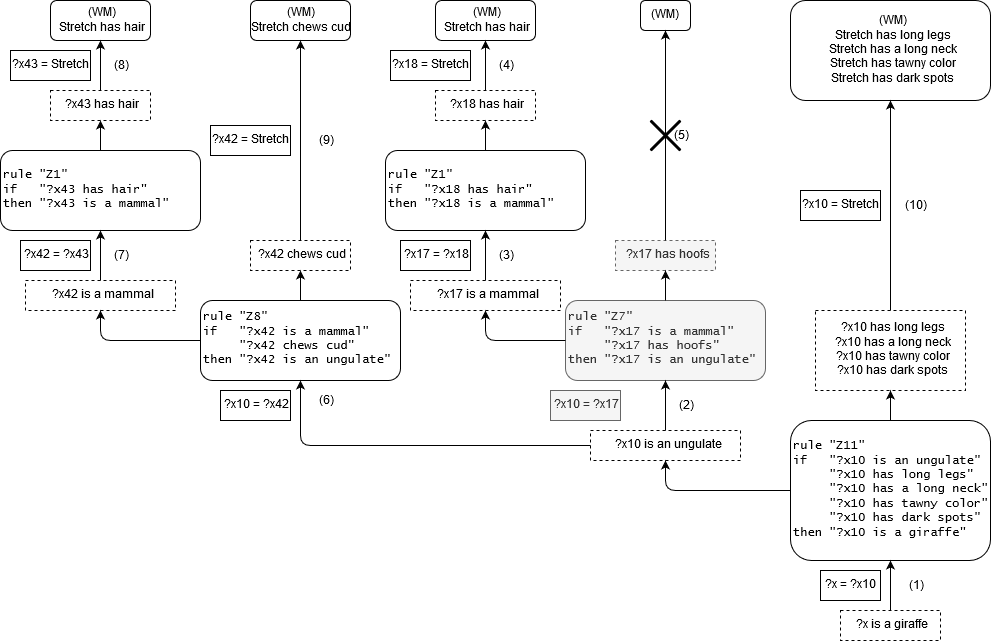 (WM)
Stretch has hair
(WM)
Stretch chews cud
(WM)
Stretch has hair
(WM)
(WM)
Stretch has long legs
Stretch has a long neck
Stretch has tawny color
Stretch has dark spots
?x43 = Stretch
(8)
?x18 = Stretch
(4)
?x43 has hair
?x18 has hair
?x42 = Stretch
(9)
(5)
rule "Z1"
if "?x43 has hair"
then "?x43 is a mammal"
rule "Z1"
if "?x18 has hair"
then "?x18 is a mammal"
?x10 = Stretch
(10)
?x42 = ?x43
(7)
?x42 chews cud
?x17 = ?x18
(3)
?x17 has hoofs
?x42 is a mammal
?x17 is a mammal
rule "Z8"
if "?x42 is a mammal"
"?x42 chews cud"
then "?x42 is an ungulate"
rule "Z7"
if "?x17 is a mammal"
"?x17 has hoofs"
then "?x17 is an ungulate"
?x10 has long legs
?x10 has a long neck
?x10 has tawny color
?x10 has dark spots
?x10 = ?x42
(6)
?x10 = ?x17
(2)
?x10 is an ungulate
rule "Z11"
if "?x10 is an ungulate"
"?x10 has long legs"
"?x10 has a long neck"
"?x10 has tawny color"
"?x10 has dark spots"
then "?x10 is a giraffe"
?x = ?x10
(1)
?x is a giraffe